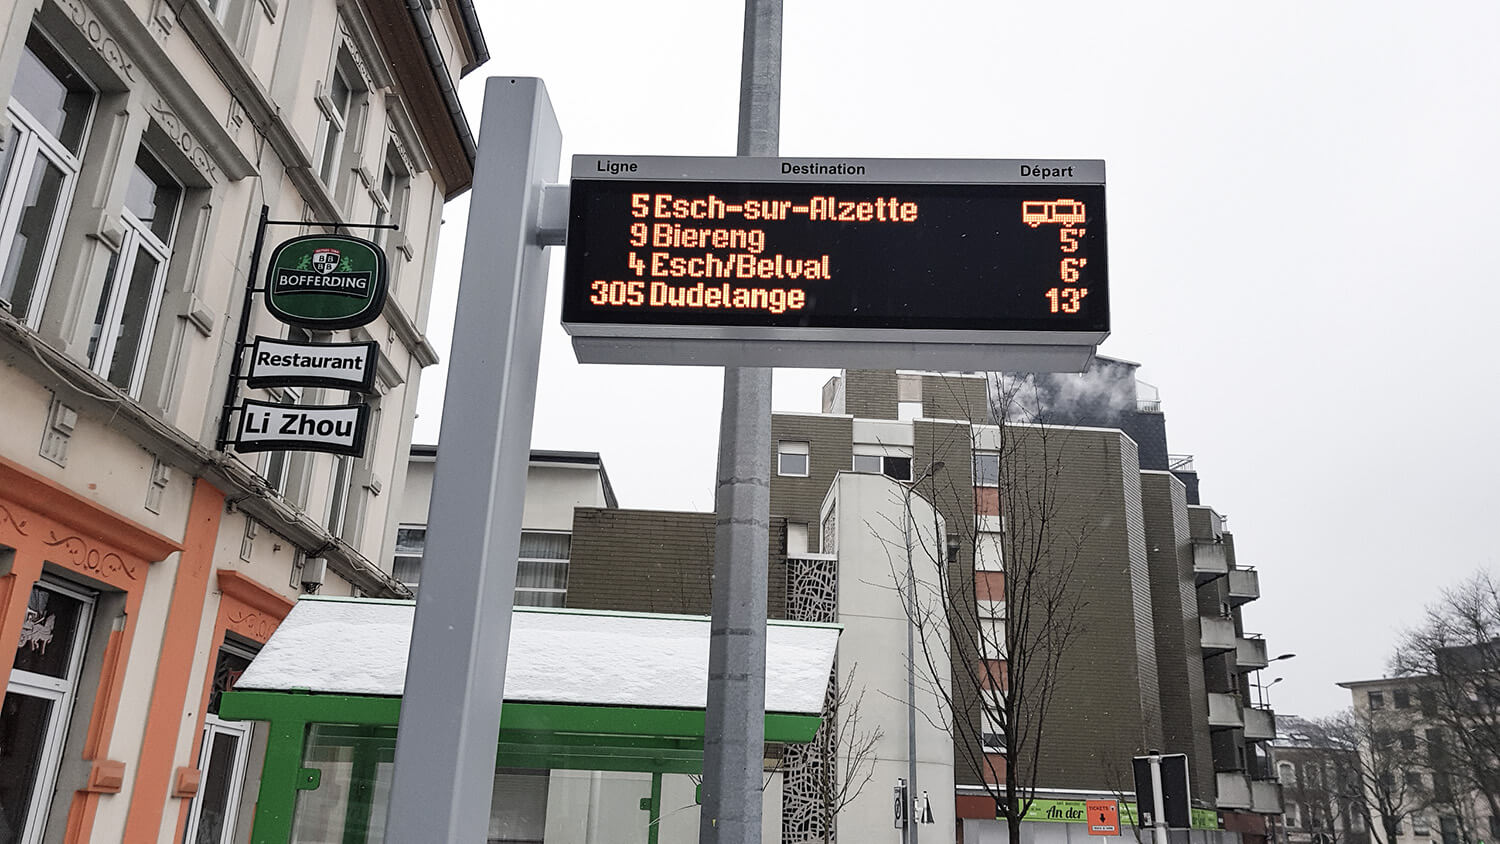 Ligne Destination Départ
5 Esch-sur-Alzette
9 Biereng 5'
4 Esch/Belval 6'
305 Dudelange 13'
BOFFERDING
Restaurant
Li Zhou
An der
TICKETS